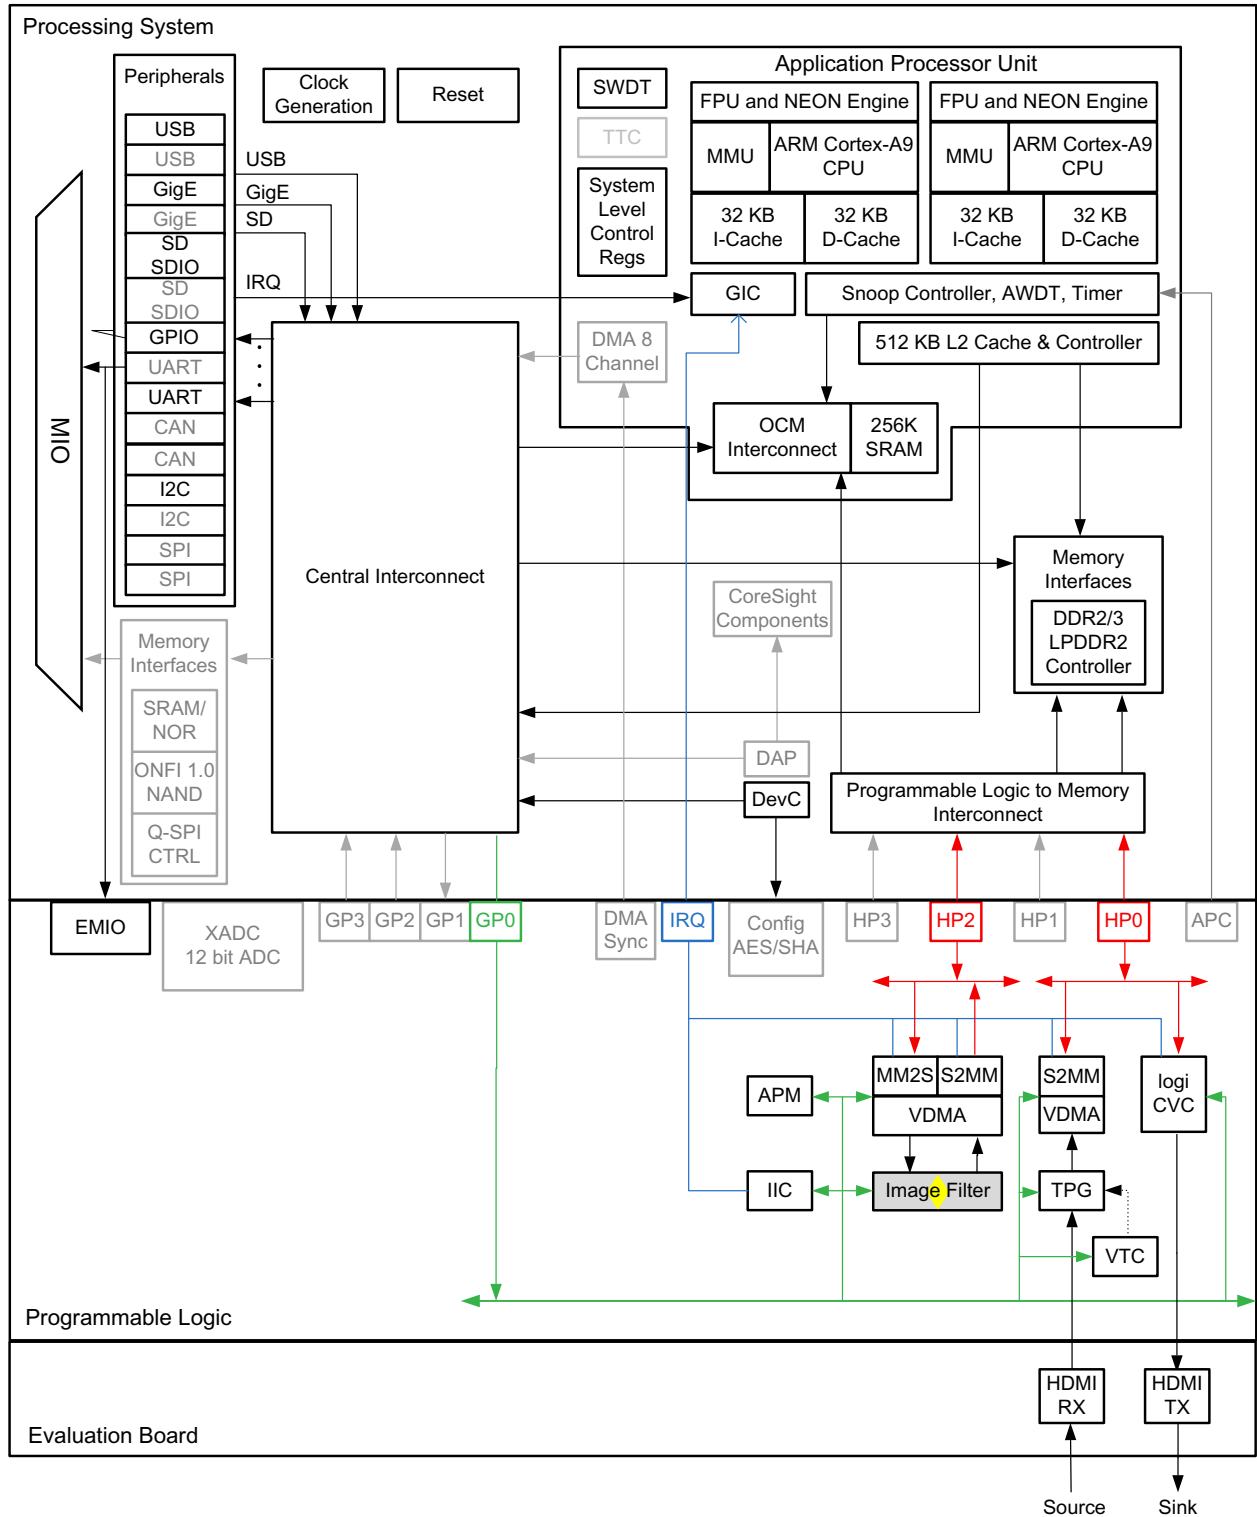 Processing System
Peripherals
USB
USB
GigE
GigE
SD
SDIO
SD
SDIO
GPIO
UART
UART
CAN
CAN
I2C
I2C
SPI
SPI
MIO
Clock
Generation
Reset
USB
GigE
SD
IRQ
Application Processor Unit
SWDT
TTC
System
Level
Control
Regs
FPU and NEON Engine
MMU
ARM Cortex-A9
CPU
32 KB
I-Cache
32 KB
D-Cache
FPU and NEON Engine
MMU
ARM Cortex-A9
CPU
32 KB
I-Cache
32 KB
D-Cache
GIC
Snoop Controller, AWDT, Timer
DMA 8
Channel
512 KB L2 Cache & Controller
OCM
Interconnect
256K
SRAM
Central Interconnect
Memory
Interfaces
DDR2/3
LPDDR2
Controller
CoreSight
Components
Memory
Interfaces
SRAM/
NOR
ONFI 1.0
NAND
Q-SPI
CTRL
DAP
DevC
Programmable Logic to Memory
Interconnect
EMIO
XADC
12 bit ADC
GP3
GP2
GP1
GP0
DMA
Sync
IRQ
Config
AES/SHA
HP3
HP2
HP1
HP0
APC
APM
MM2S
S2MM
VDMA
S2MM
VDMA
logi
CVC
IIC
Image Filter
TPG
VTC
Programmable Logic
HDMI
RX
HDMI
TX
Evaluation Board
Source
Sink